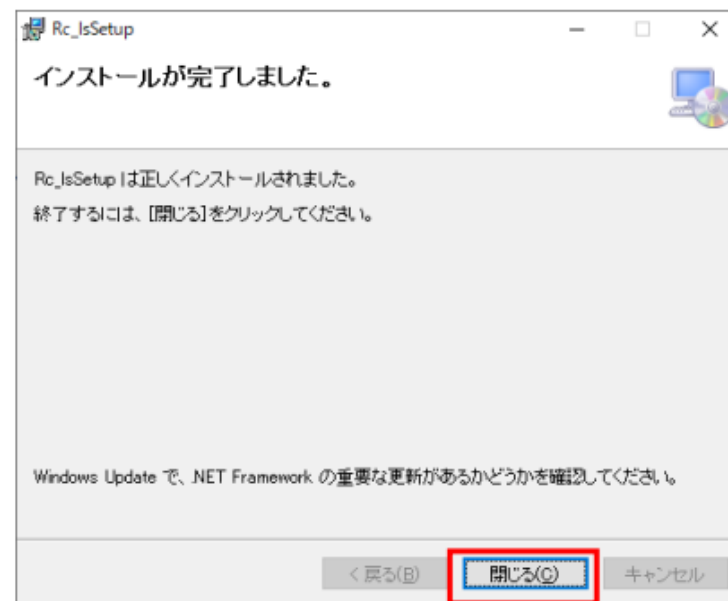 Rc_IsSetup
インストールが完了しました。
Rc_IsSetup は正しくインストールされました。
終了するには、[閉じる]をクリックしてください。
Windows Update で、.NET Framework の重要な更新があるかどうかを確認してください。
< 戻る(B) 閉じる(C) キャンセル